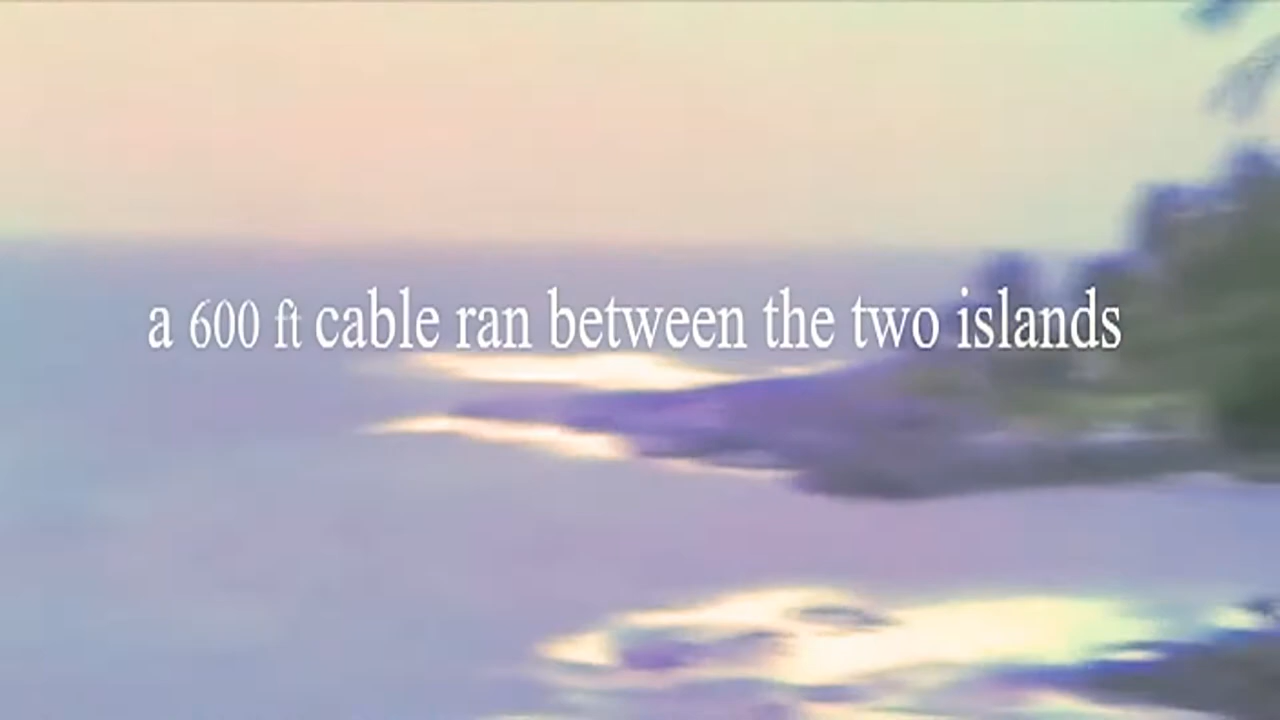 a 600 ft cable ran between the two islands